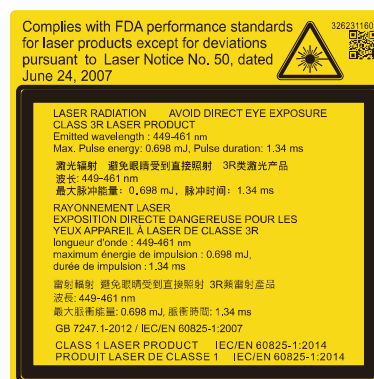 Complies with FDA performance standards
for laser products except for deviations
pursuant to Laser Notice No. 50, dated
June 24, 2007
326231160
LASER RADIATION AVOID DIRECT EYE EXPOSURE
CLASS 3R LASER PRODUCT
Emitted wavelength : 449-461 nm
Max. Pulse energy: 0.698 mJ, Pulse duration: 1.34 ms
激光辐射 避免眼睛受到直接照射 3R类激光产品
波长: 449-461 nm
最大脉冲能量: 0.698 mJ, 脉冲时间: 1.34 ms
RAYONNEMENT LASER
EXPOSITION DIRECTE DANGEREUSE POUR LES
YEUX APPAREIL À LASER DE CLASSE 3R
longueur d'onde : 449-461 nm
maximum énergie de impulsion : 0.698 mJ,
durée de impulsion : 1.34 ms
雷射輻射 避免眼睛受到直接照射 3R類雷射產品
波長: 449-461 nm
最大脈衝能量: 0.698 mJ, 脈衝時間: 1.34 ms
GB 7247.1-2012 / IEC/EN 60825-1:2007
CLASS 1 LASER PRODUCT IEC/EN 60825-1:2014
PRODUIT LASER DE CLASSE 1 IEC/EN 60825-1:2014